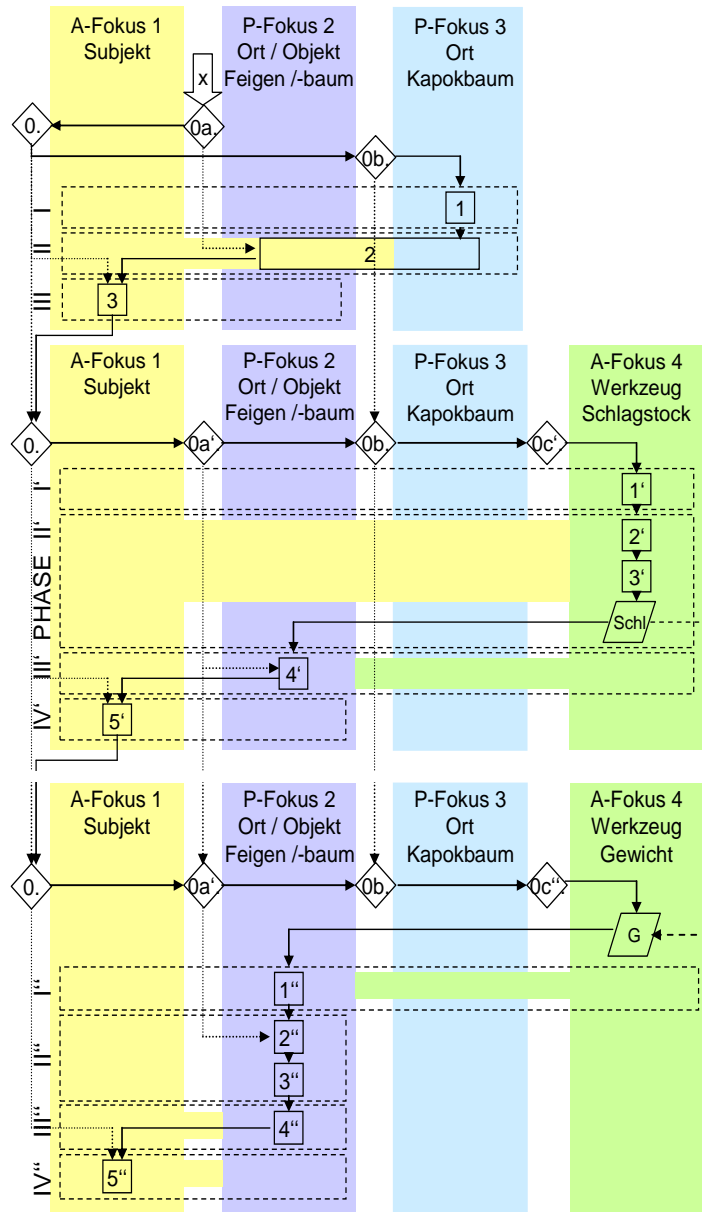 A-Fokus 1
Subjekt
P-Fokus 2
Ort / Objekt
Feigen /-baum
P-Fokus 3
Ort
Kapokbaum
x
0.
0a.
0b.
I
1
II
2
III
3
A-Fokus 1
Subjekt
P-Fokus 2
Ort / Objekt
Feigen /-baum
P-Fokus 3
Ort
Kapokbaum
A-Fokus 4
Werkzeug
Schlagstock
0.
0a‘.
0b.
0c‘.
I‘
1‘
PHASE II‘
2‘
3‘
Schl
III‘
4‘
IV‘
5‘
A-Fokus 1
Subjekt
P-Fokus 2
Ort / Objekt
Feigen /-baum
P-Fokus 3
Ort
Kapokbaum
A-Fokus 4
Werkzeug
Gewicht
0.
0a‘.
0b.
0c“.
G
I“
1“
II“
2“
3“
III“
4“
IV“
5“